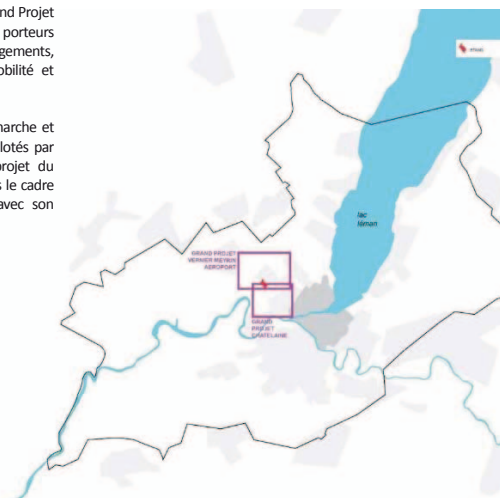 nd Projet
porteurs
gements,
obilité et
marche et
lotés par
projet du
s le cadre
avec son
lac
léman
GRAND PROJET
VERNIER MEYRIN
AÉROPORT
GRAND
PROJET
CHATELAINE